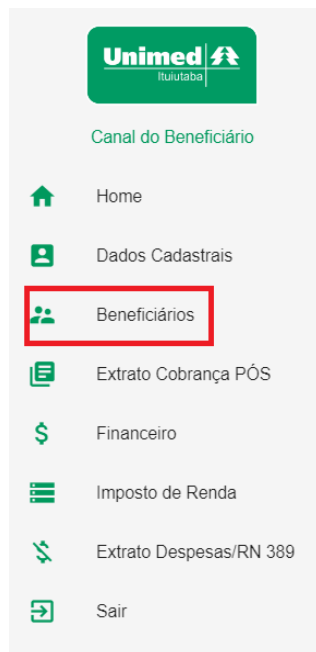 Unimed
Ituiutaba
Canal do Beneficiário
Home
Dados Cadastrais
Beneficiários
Extrato Cobrança PÓS
Financeiro
Imposto de Renda
Extrato Despesas/RN 389
Sair